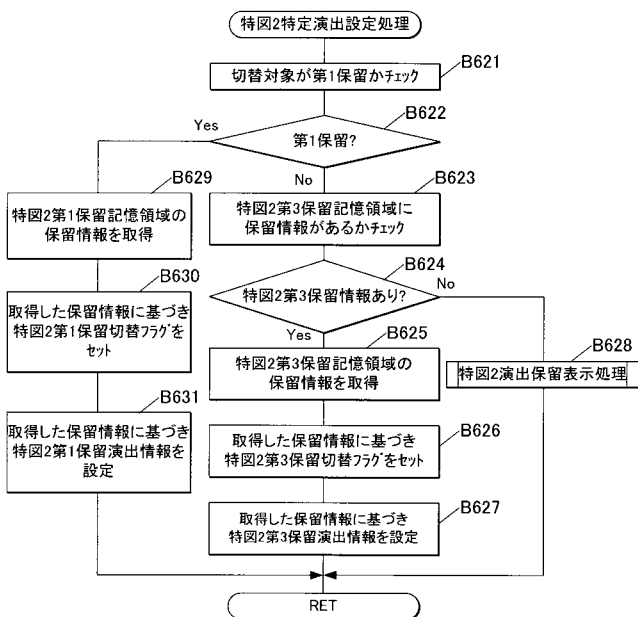 特図2特定演出設定処理
B621
切替対象が第1保留かチェック
B622
Yes
第1保留?
B629
No
B623
特図2第1保留記憶領域の
保留情報を取得
特図2第3保留記憶領域に
保留情報があるかチェック
B630
B624
No
特図2第3保留情報あり?
取得した保留情報に基づき
特図2第1保留切替フラグを
セット
Yes
B625
B628
特図2第3保留記憶領域の
保留情報を取得
特図2演出保留表示処理
B631
取得した保留情報に基づき
特図2第1保留演出情報を
設定
B626
取得した保留情報に基づき
特図2第3保留切替フラグをセット
B627
取得した保留情報に基づき
特図2第3保留演出情報を設定
RET